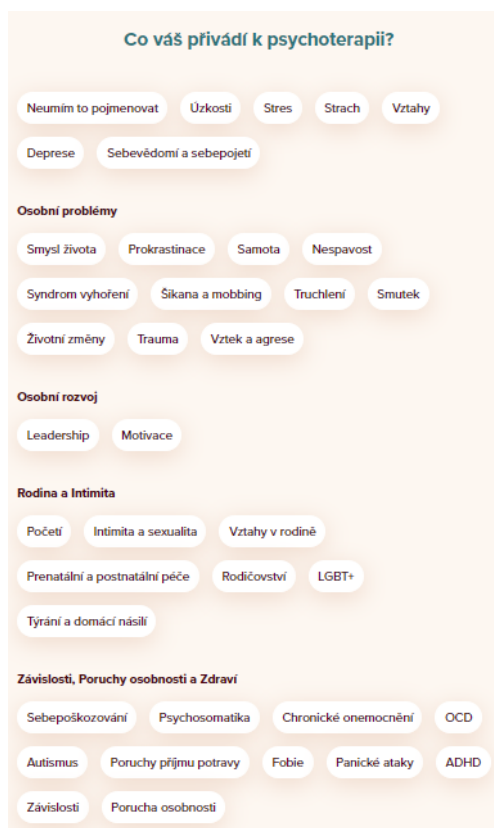 Co váš přivádí k psychoterapii?
Neumím to pojmenovat Úzkosti Stres Strach Vztahy
Deprese Sebevědomí a sebepojetí
Osobní problémy
Smysl života Prokrastinace Samota Nespavost
Syndrom vyhoření Šikana a mobbing Truchlení Smutek
Životní změny Trauma Vztek a agrese
Osobní rozvoj
Leadership Motivace
Rodina a Intimita
Početí Intimita a sexualita Vztahy v rodině
Prenatální a postnatální péče Rodičovství LGBT+
Týrání a domácí násilí
Závislosti, Poruchy osobnosti a Zdraví
Sebepoškozování Psychosomatika Chronické onemocnění OCD
Autismus Poruchy příjmu potravy Fobie Panické ataky ADHD
Závislosti Porucha osobnosti